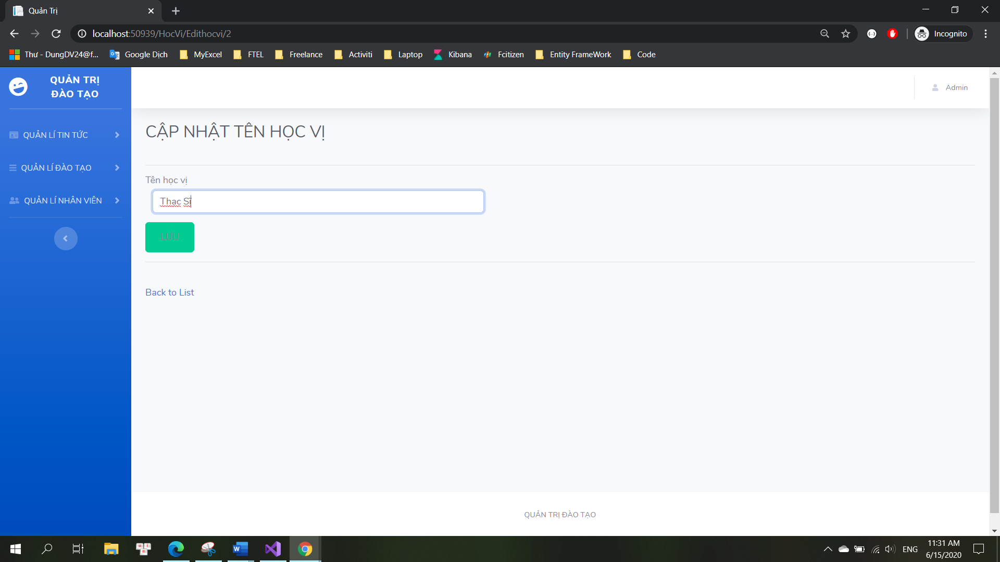 Quản Trị
localhost:50939/HocVi/Edithocvi/2
Incognito
Thư - DungDV24@f...
Google Dịch
MyExcel
FTEL
Freelance
Activiti
Laptop
Kibana
Fcitizen
Entity FrameWork
Code
QUẢN TRỊ
ĐÀO TẠO
Admin
QUẢN LÍ TIN TỨC
QUẢN LÍ ĐÀO TẠO
QUẢN LÍ NHÂN VIÊN
CẬP NHẬT TÊN HỌC VỊ
Tên học vị
Thac Sĩ
LƯU
Back to List
QUẢN TRỊ ĐÀO TẠO
ENG
11:31 AM
6/15/2020